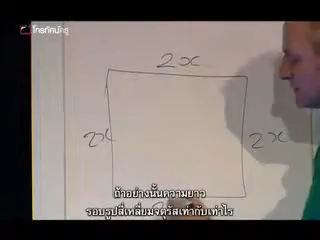 โทรทัศน์ครู
2x
2x
2x
ถ้าอย่างนั้นความยาว
รอบรูปสี่เหลี่ยมจตุรัสเท่ากับเท่าไร